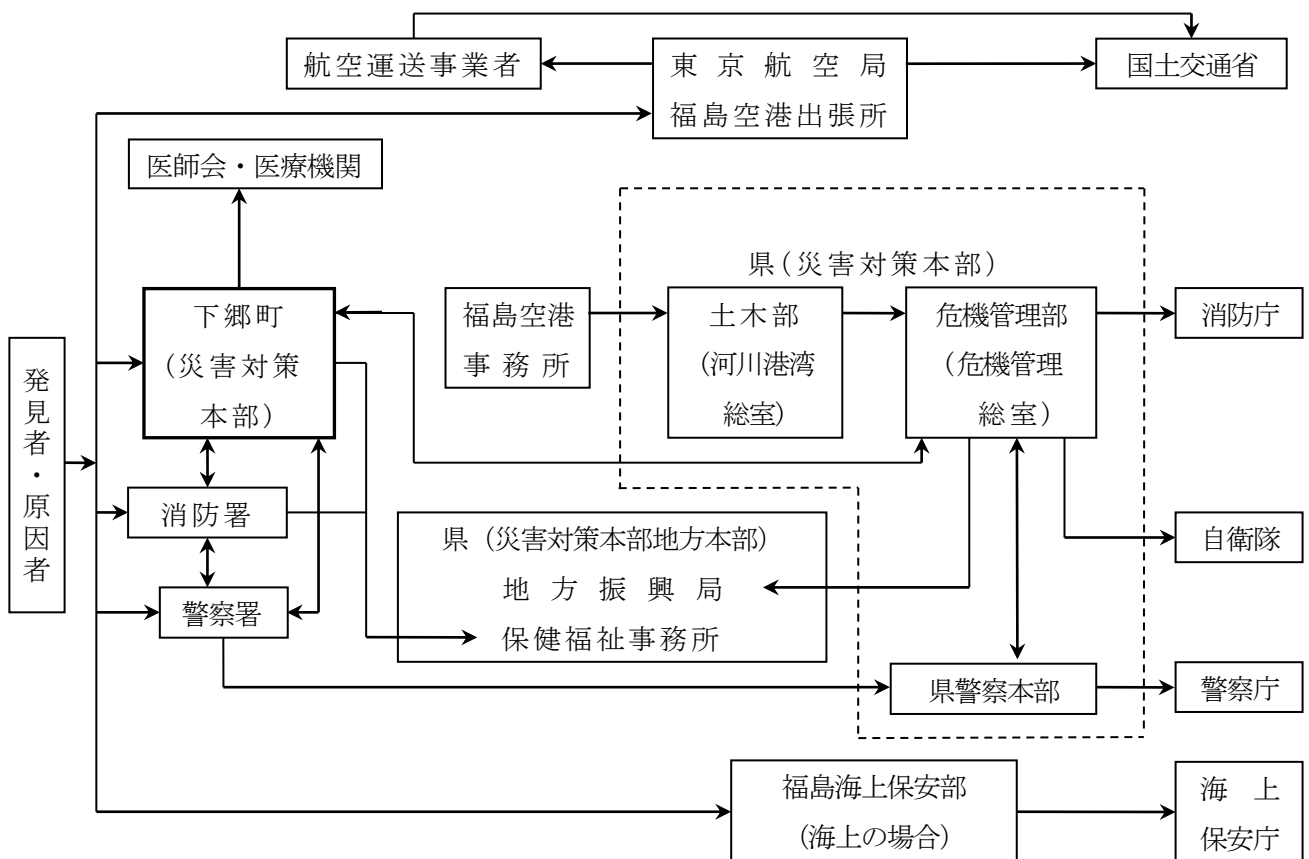 航空運送事業者
東京航空局
福島空港出張所
国土交通省
医師会・医療機関
県(災害対策本部)
下郷町
(災害対策
本部)
福島空港
事務所
土木部
(河川港湾
総室)
危機管理部
(危機管理
総室)
消防庁
発見者・原因者
消防署
県(災害対策本部地方本部)
地方振興局
保健福祉事務所
自衛隊
警察署
県警察本部
警察庁
福島海上保安部
(海上の場合)
海上
保安庁